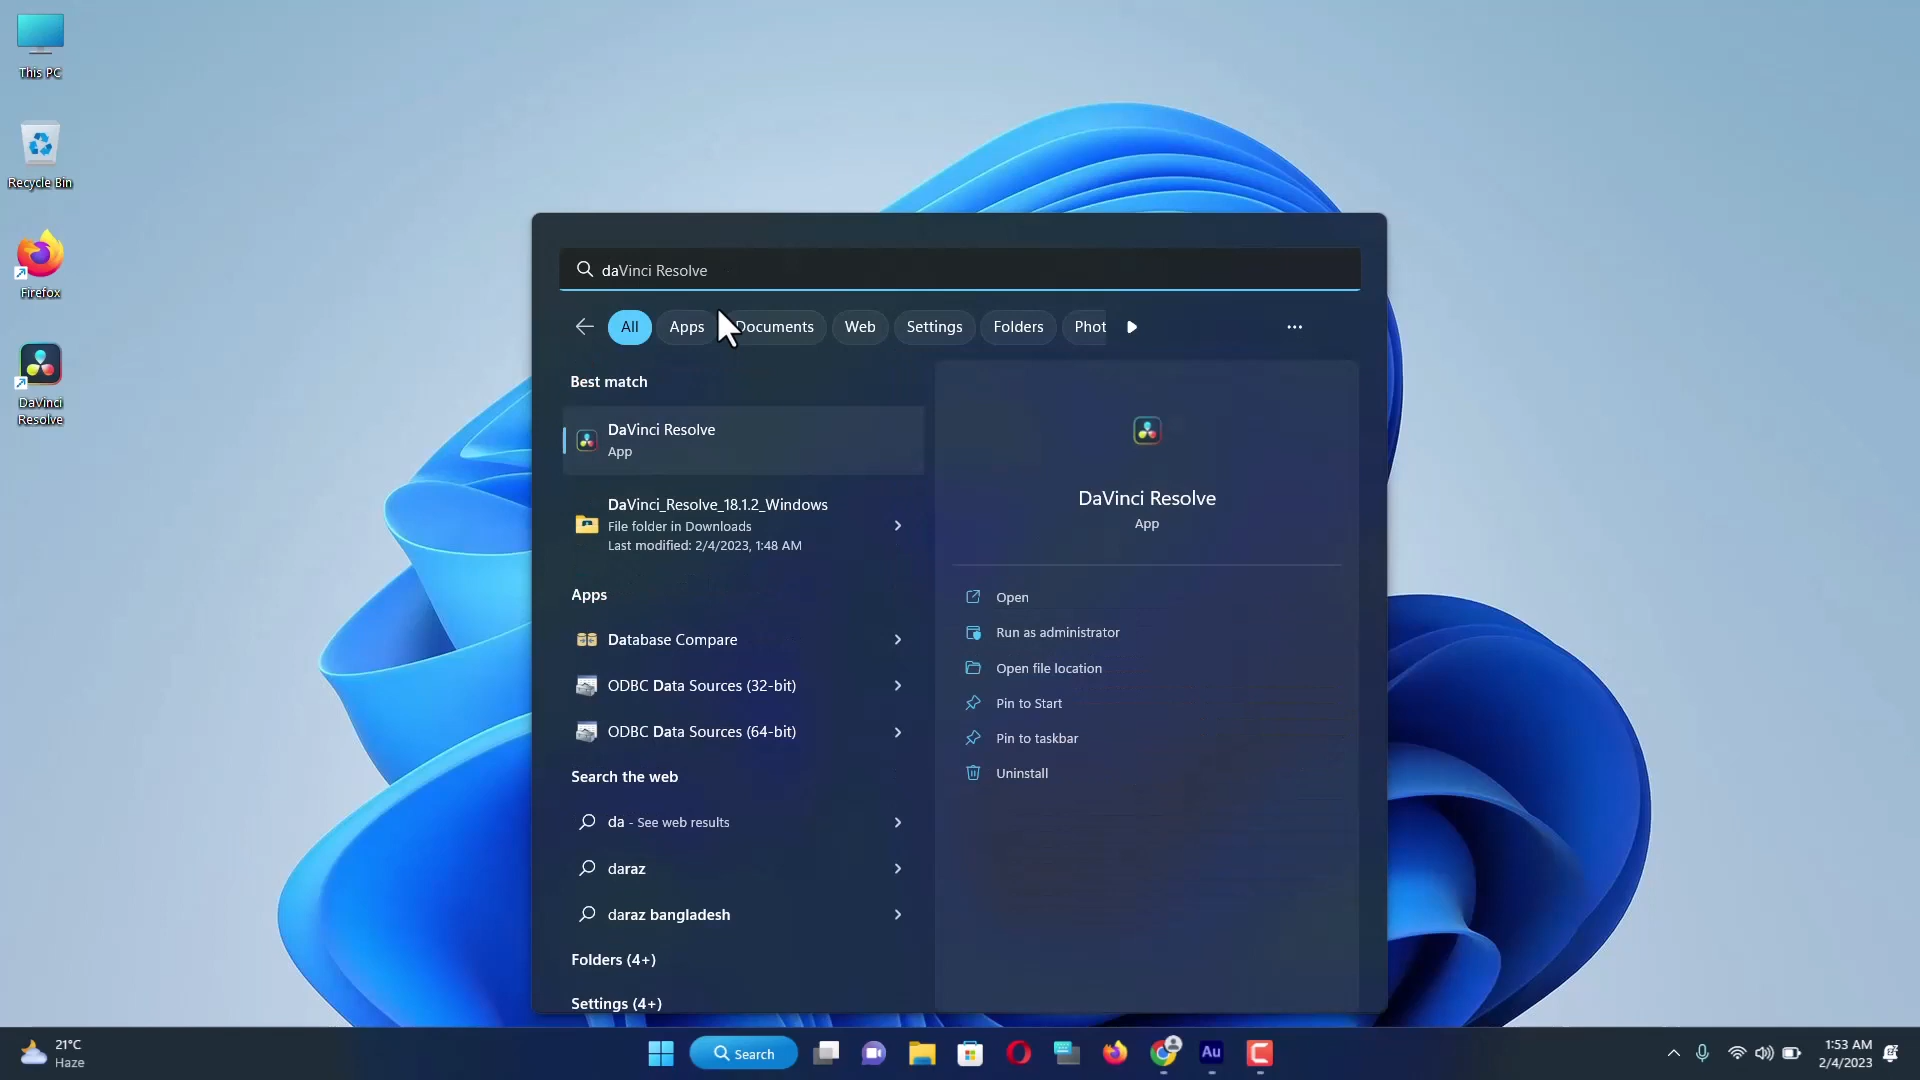 This PC
Recycle Bin
Firefox
DaVinci
Resolve
daVinci Resolve
All
Apps
Documents
Web
Settings
Folders
Phot
Best match
DaVinci Resolve
App
DaVinci_Resolve_18.1.2_Windows
File folder in Downloads
Last modified: 2/4/2023, 1:48 AM
Apps
Database Compare
ODBC Data Sources (32-bit)
ODBC Data Sources (64-bit)
Search the web
da - See web results
daraz
daraz bangladesh
Folders (4+)
Settings (4+)
DaVinci Resolve
App
Open
Run as administrator
Open file location
Pin to Start
Pin to taskbar
Uninstall
21°C
Haze
Search
Au
1:53 AM
2/4/2023